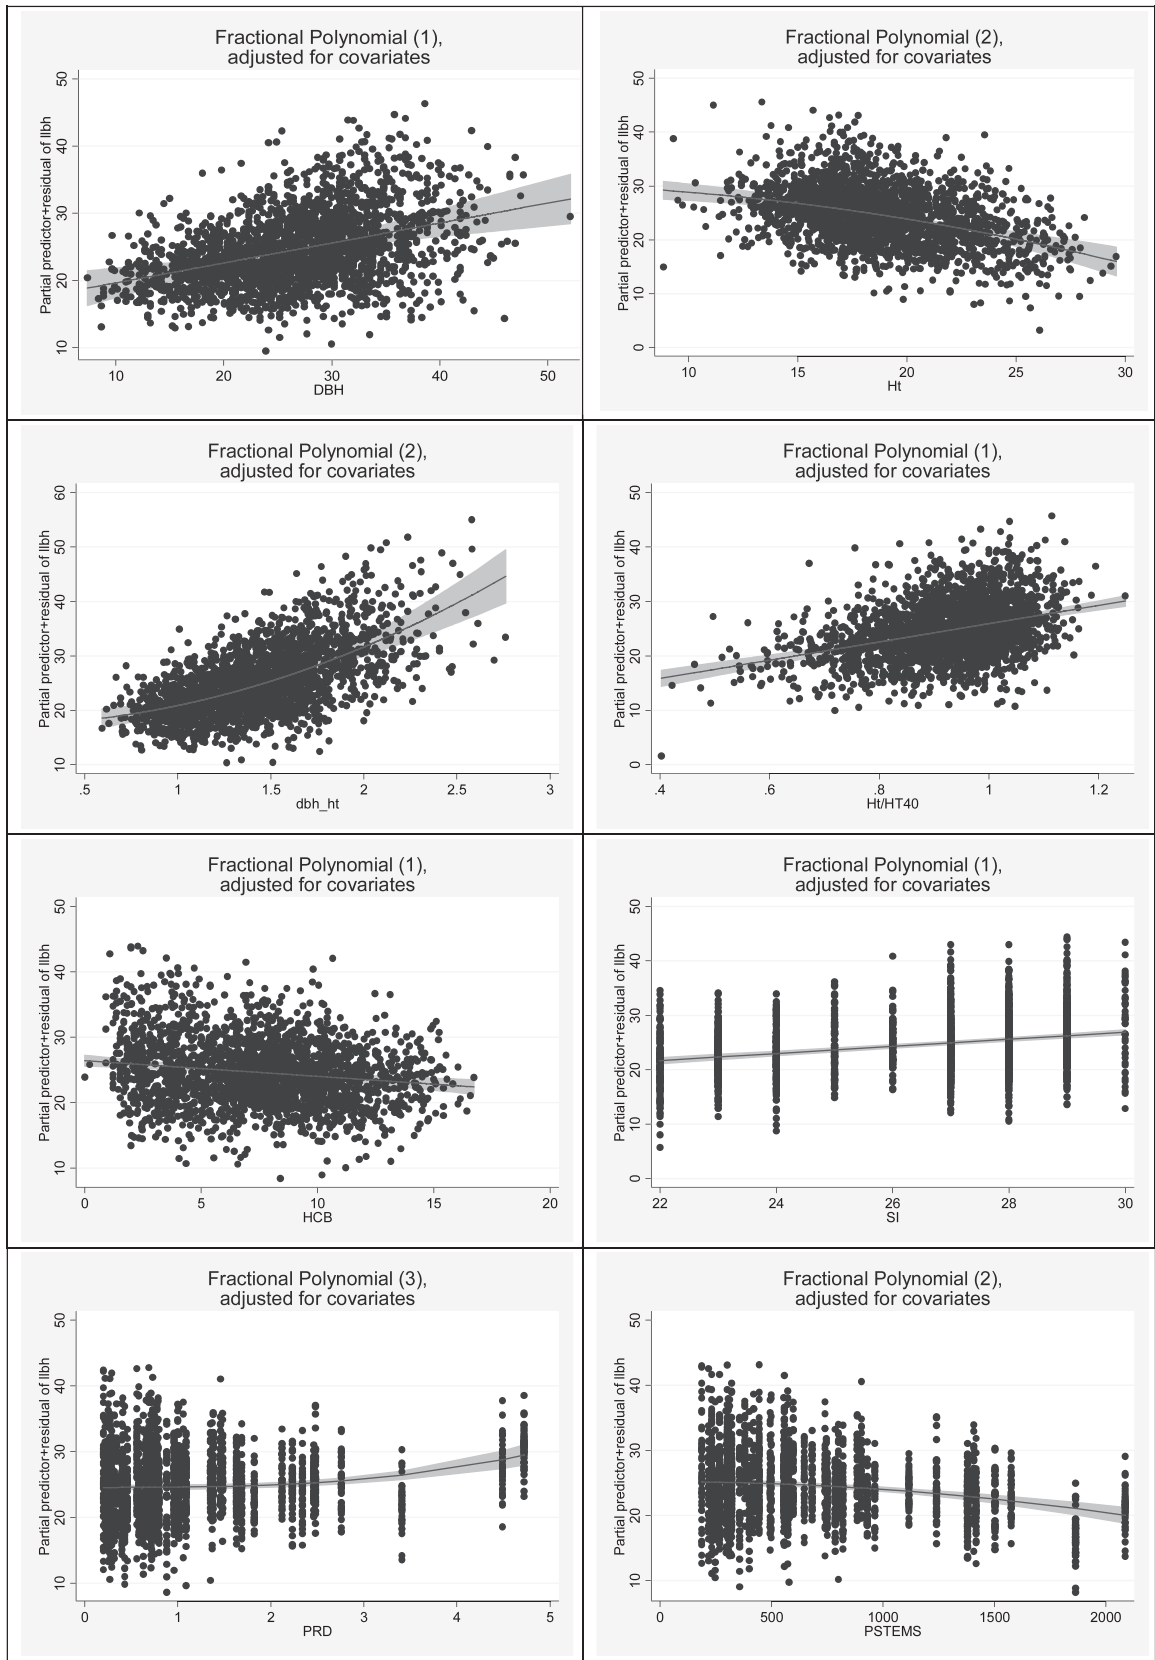 Fractional Polynomial (1),
adjusted for covariates
Partial predictor+residual of llbh
50
40
30
20
10
10 20 30 40 50
DBH
Fractional Polynomial (2),
adjusted for covariates
Partial predictor+residual of llbh
50
40
30
20
10
0
10 15 20 25 30
Ht
Fractional Polynomial (2),
adjusted for covariates
Partial predictor+residual of llbh
60
50
40
30
20
10
.5 1 1.5 2 2.5 3
dbh_ht
Fractional Polynomial (1),
adjusted for covariates
Partial predictor+residual of llbh
50
40
30
20
10
0
.4 .6 .8 1 1.2
Ht/HT40
Fractional Polynomial (1),
adjusted for covariates
Partial predictor+residual of llbh
50
40
30
20
10
0 5 10 15 20
HCB
Fractional Polynomial (1),
adjusted for covariates
Partial predictor+residual of llbh
50
40
30
20
10
0
22 24 26 28 30
SI
Fractional Polynomial (3),
adjusted for covariates
Partial predictor+residual of llbh
50
40
30
20
10
0 1 2 3 4 5
PRD
Fractional Polynomial (2),
adjusted for covariates
Partial predictor+residual of llbh
50
40
30
20
10
0 500 1000 1500 2000
PSTEMS